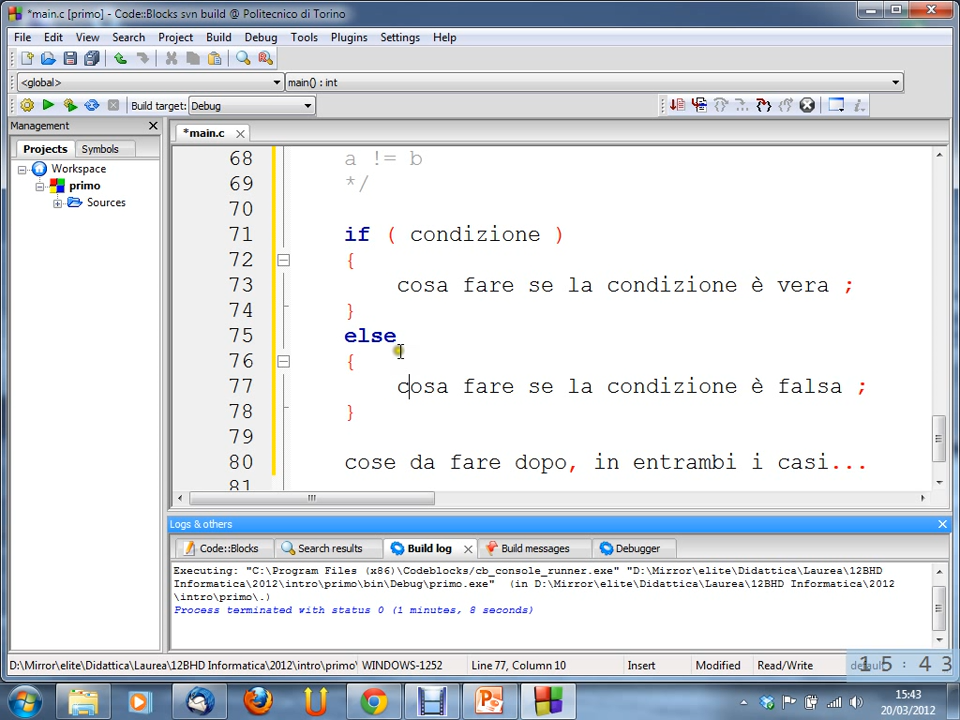 *main.c [primo] - Code::Blocks svn build @ Politecnico di Torino
File Edit View Search Project Build Debug Tools Plugins Settings Help
<global> main() : int
Build target: Debug
Management
*main.c
Projects Symbols
Workspace
primo
Sources
68 a != b
69 */
70
71 if ( condizione )
72 {
73 cosa fare se la condizione è vera ;
74 }
75 else
76 {
77 cosa fare se la condizione è falsa ;
78 }
79
80 cose da fare dopo, in entrambi i casi...
81
Logs & others
Code::Blocks Search results Build log Build messages Debugger
Executing: "C:\Program Files (x86)\Codeblocks/cb_console_runner.exe" "D:\Mirror\elite\Didattica\Laurea\12BHD
Informatica\2012\intro\primo\bin\Debug\primo.exe" (in D:\Mirror\elite\Didattica\Laurea\12BHD Informatica\2012
\intro\primo\.)
Process terminated with status 0 (1 minutes, 8 seconds)
D:\Mirror\elite\Didattica\Laurea\12BHD Informatica\2012\intro\primo\ WINDOWS-1252 Line 77, Column 10 Insert Modified Read/Write default
15:43
15:43
20/03/2012